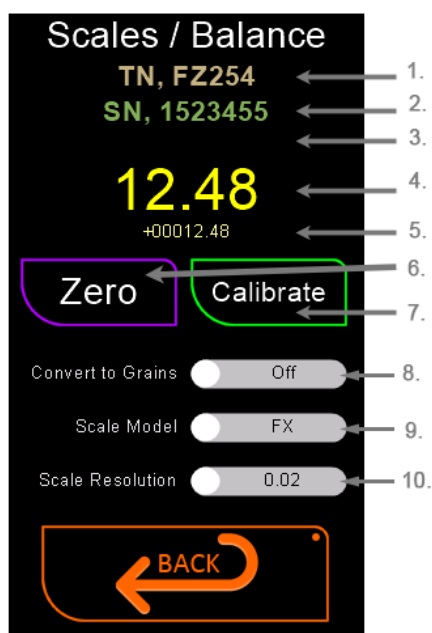 Scales / Balance
TN, FZ254
1.
SN, 1523455
2.
3.
12.48
4.
+00012.48
5.
Zero
6.
Calibrate
7.
Convert to Grains
Off
8.
Scale Model
FX
9.
Scale Resolution
0.02
10.
BACK